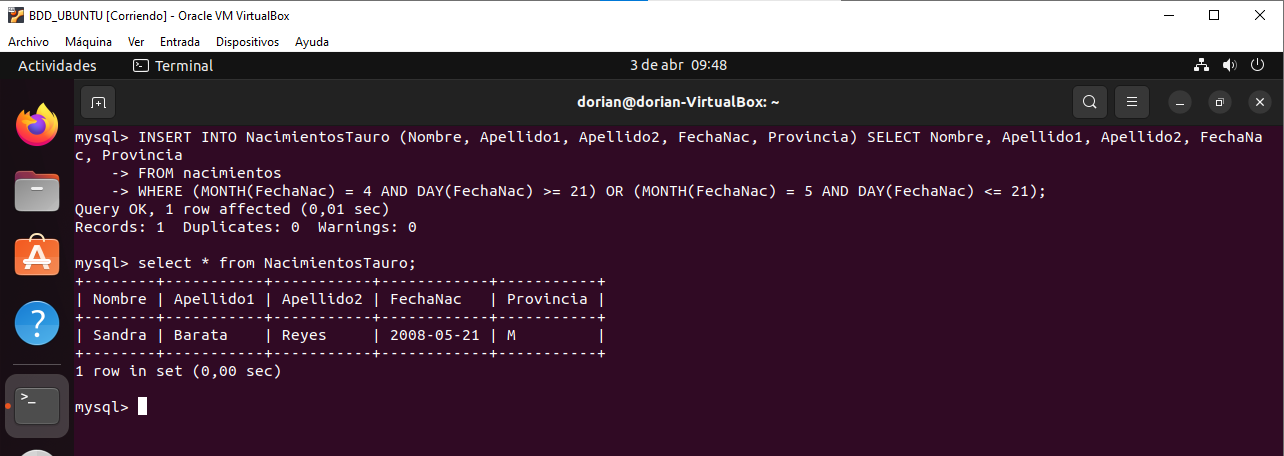 BDD_UBUNTU [Corriendo] - Oracle VM VirtualBox
Archivo Máquina Ver Entrada Dispositivos Ayuda
Actividades Terminal 3 de abr 09:48
dorian@dorian-VirtualBox: ~
mysql> INSERT INTO NacimientosTauro (Nombre, Apellido1, Apellido2, FechaNac, Provincia) SELECT Nombre, Apellido1, Apellido2, FechaNa
c, Provincia
    -> FROM nacimientos
    -> WHERE (MONTH(FechaNac) = 4 AND DAY(FechaNac) >= 21) OR (MONTH(FechaNac) = 5 AND DAY(FechaNac) <= 21);
Query OK, 1 row affected (0,01 sec)
Records: 1  Duplicates: 0  Warnings: 0
mysql> select * from NacimientosTauro;
+--------+-----------+-----------+------------+-----------+
| Nombre | Apellido1 | Apellido2 | FechaNac   | Provincia |
+--------+-----------+-----------+------------+-----------+
| Sandra | Barata    | Reyes     | 2008-05-21 | M         |
+--------+-----------+-----------+------------+-----------+
1 row in set (0,00 sec)
mysql>